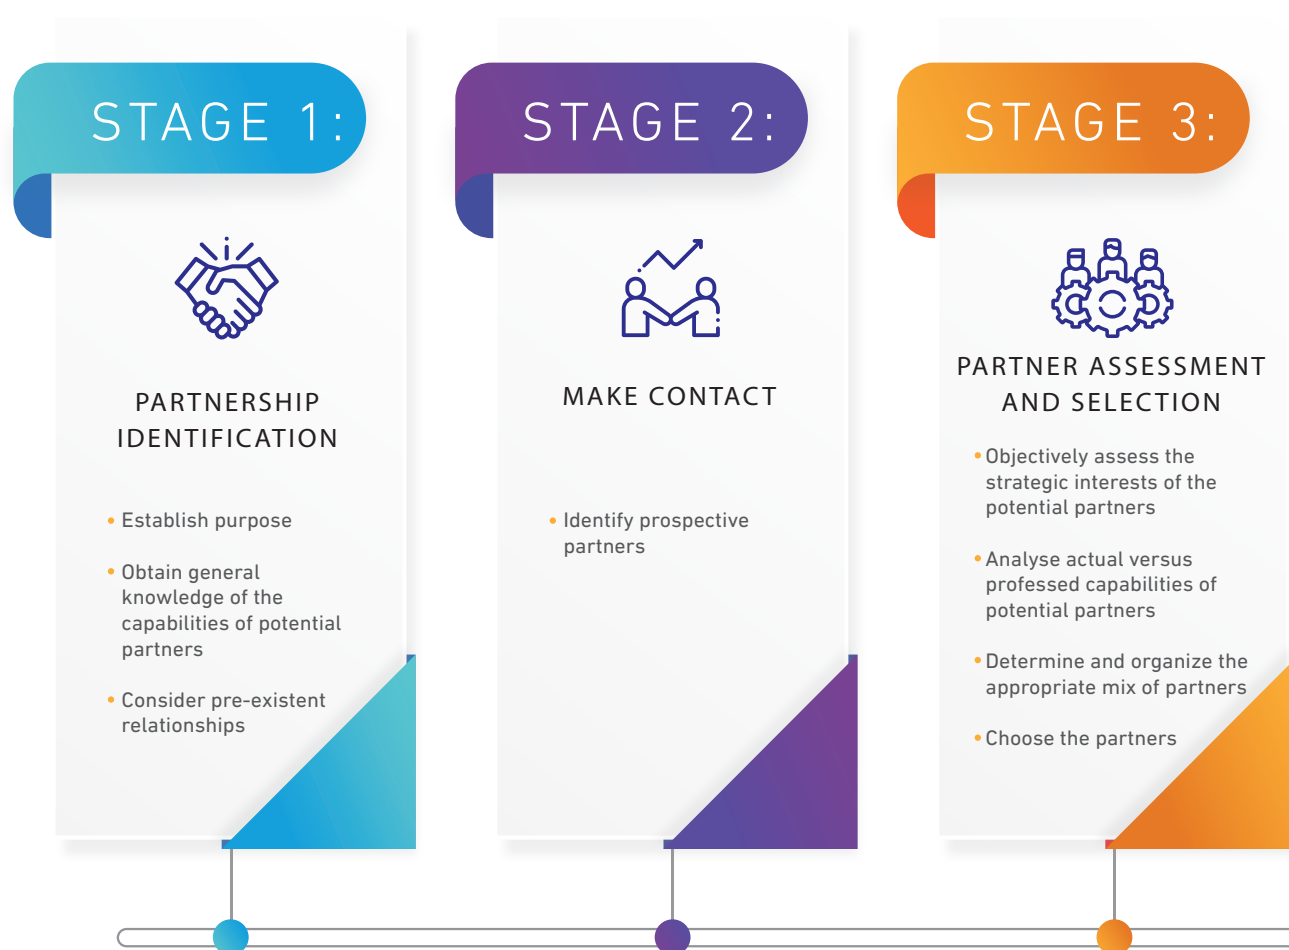 STAGE 1:
PARTNERSHIP
IDENTIFICATION
• Establish purpose
• Obtain general
knowledge of the
capabilities of potential
partners
• Consider pre-existent
relationships
STAGE 2:
MAKE CONTACT
• Identify prospective
partners
STAGE 3:
PARTNER ASSESSMENT
AND SELECTION
• Objectively assess the
strategic interests of the
potential partners
• Analyse actual versus
professed capabilities of
potential partners
• Determine and organize the
appropriate mix of partners
• Choose the partners